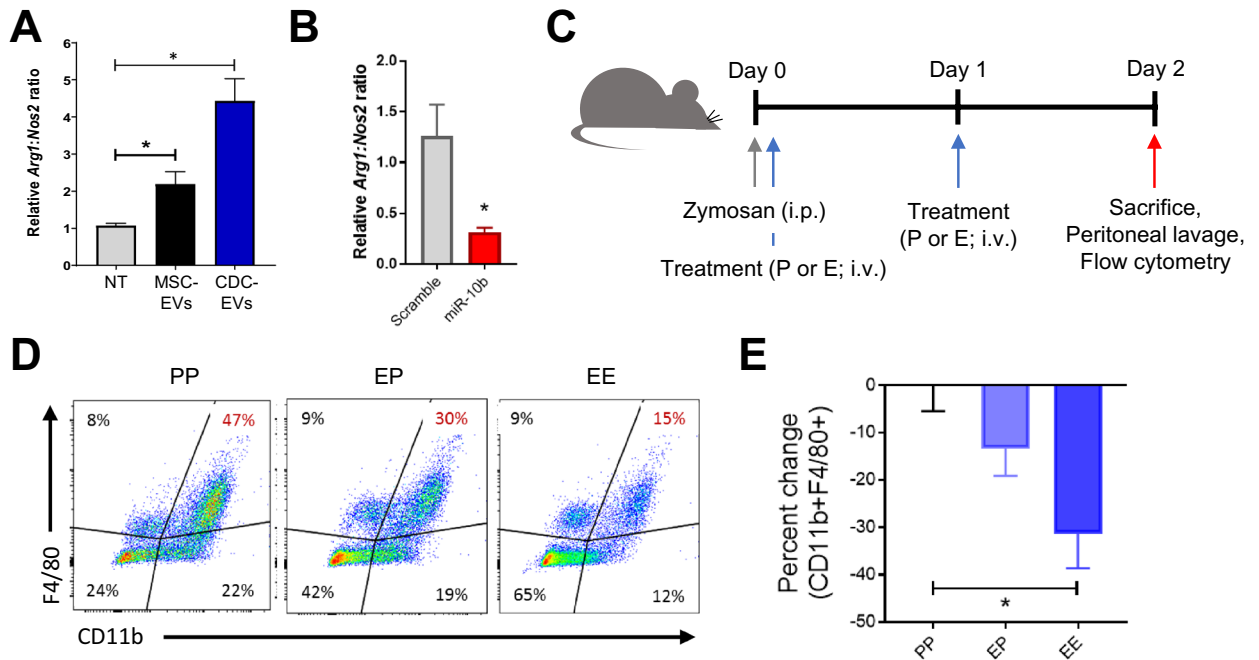 A
Relative Arg1:Nos2 ratio
6
5
4
3
2
1
0
*
*
NT
MSC-
EVs
CDC-
EVs
B
Relative Arg1:Nos2 ratio
2.0
1.5
1.0
0.5
0.0
*
Scramble
miR-10b
C
Day 0
Day 1
Day 2
Zymosan (i.p.)
Treatment (P or E; i.v.)
Treatment
(P or E; i.v.)
Sacrifice,
Peritoneal lavage,
Flow cytometry
D
PP
EP
EE
F4/80
8%
47%
24%
22%
9%
30%
42%
19%
9%
15%
65%
12%
CD11b
E
Percent change
(CD11b+F4/80+)
0
-10
-20
-30
-40
-50
*
PP
EP
EE